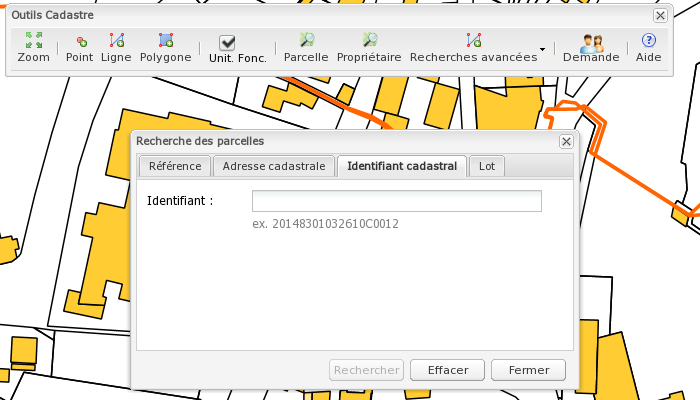 Outils Cadastre
Zoom Point Ligne Polygone Unit. Fonc. Parcelle Propriétaire Recherches avancées Demande Aide
Recherche des parcelles
Référence Adresse cadastrale Identifiant cadastral Lot
Identifiant :
ex. 20148301032610C0012
Rechercher Effacer Fermer